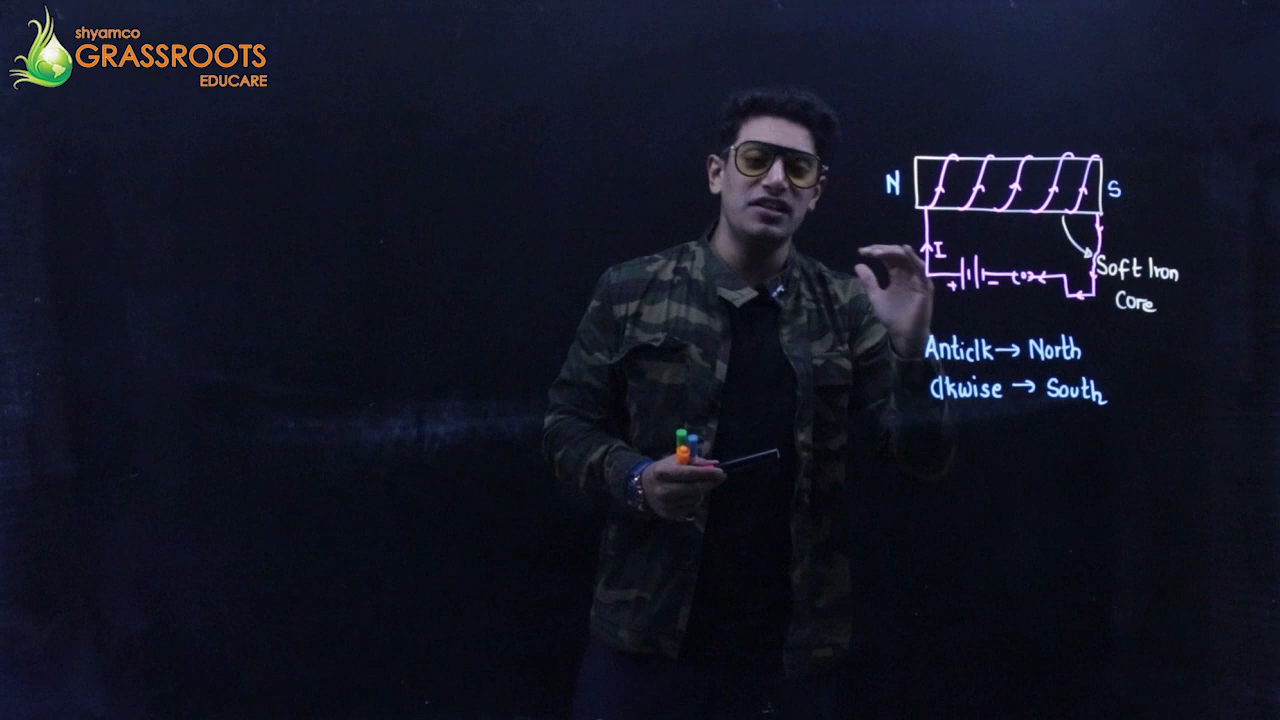 shyamco
GRASSROOTS
EDUCARE
N
S
I
+
-
Soft Iron
Core
Anticlk → North
Clkwise → South